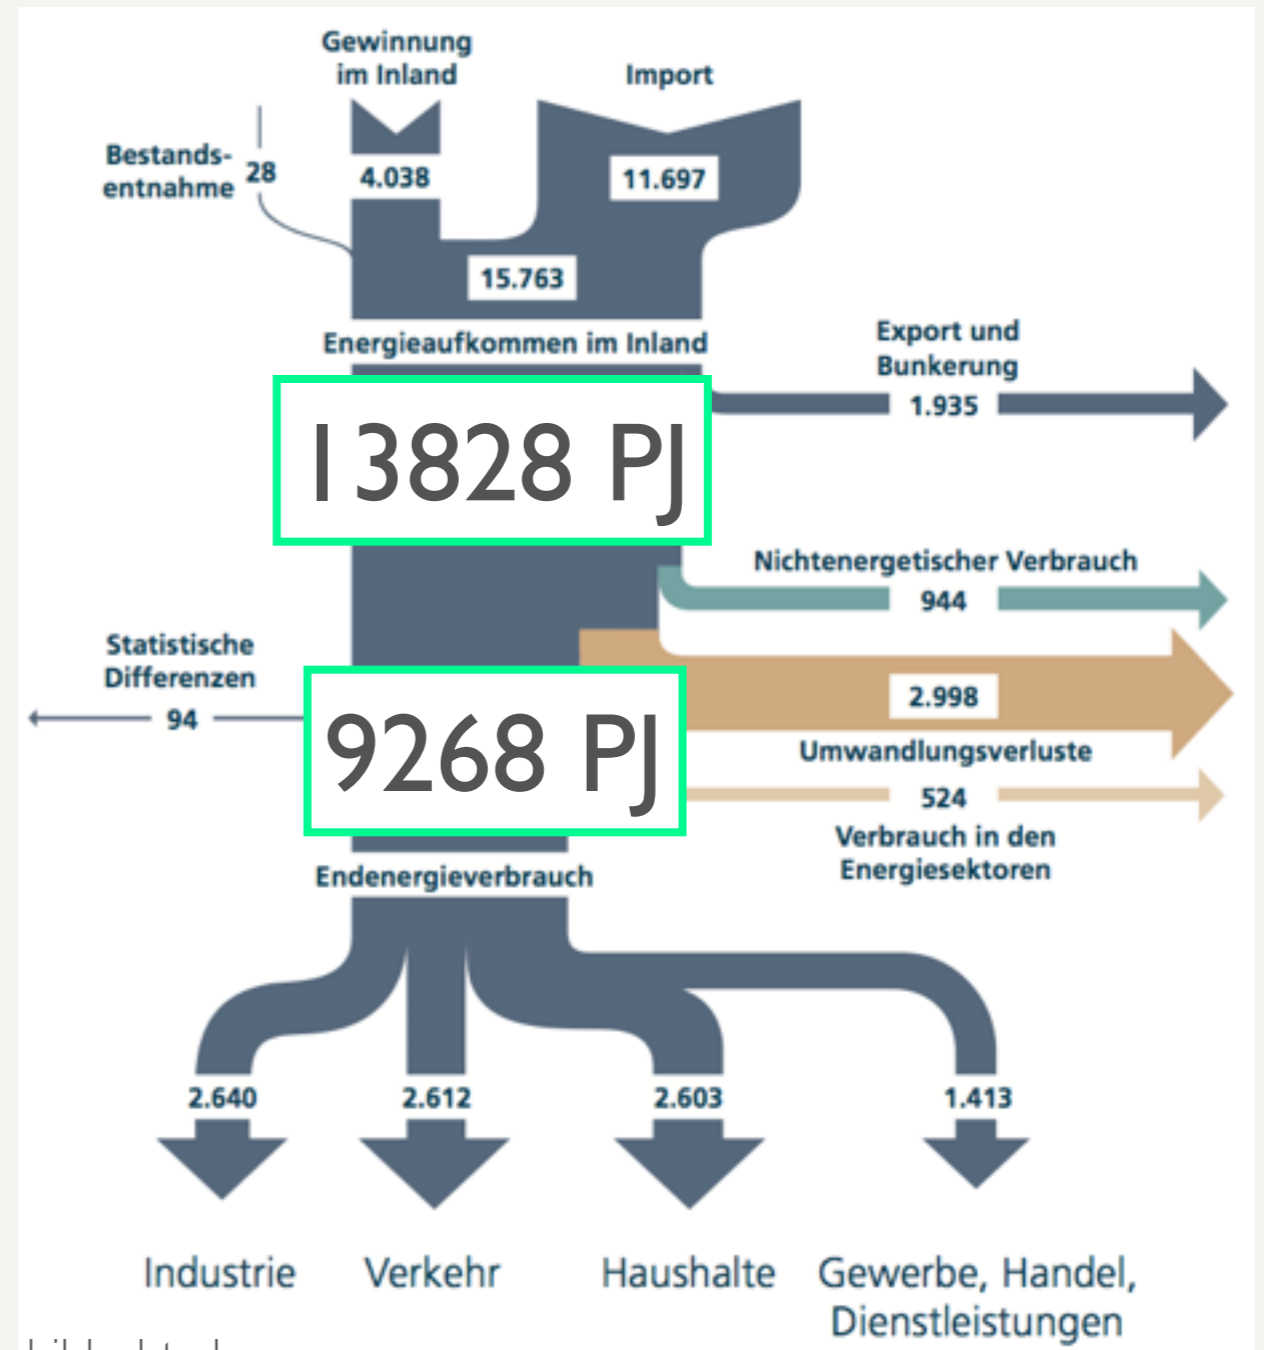 Gewinnung
im Inland
Import
Bestands-
entnahme
28
4.038
11.697
15.763
Energieaufkommen im Inland
Export und
Bunkerung
1.935
13828 PJ
Nichtenergetischer Verbrauch
944
Statistische
Differenzen
94
9268 PJ
2.998
Umwandlungsverluste
524
Verbrauch in den
Energiesektoren
Endenergieverbrauch
2.640
2.612
2.603
1.413
Industrie
Verkehr
Haushalte
Gewerbe, Handel,
Dienstleistungen